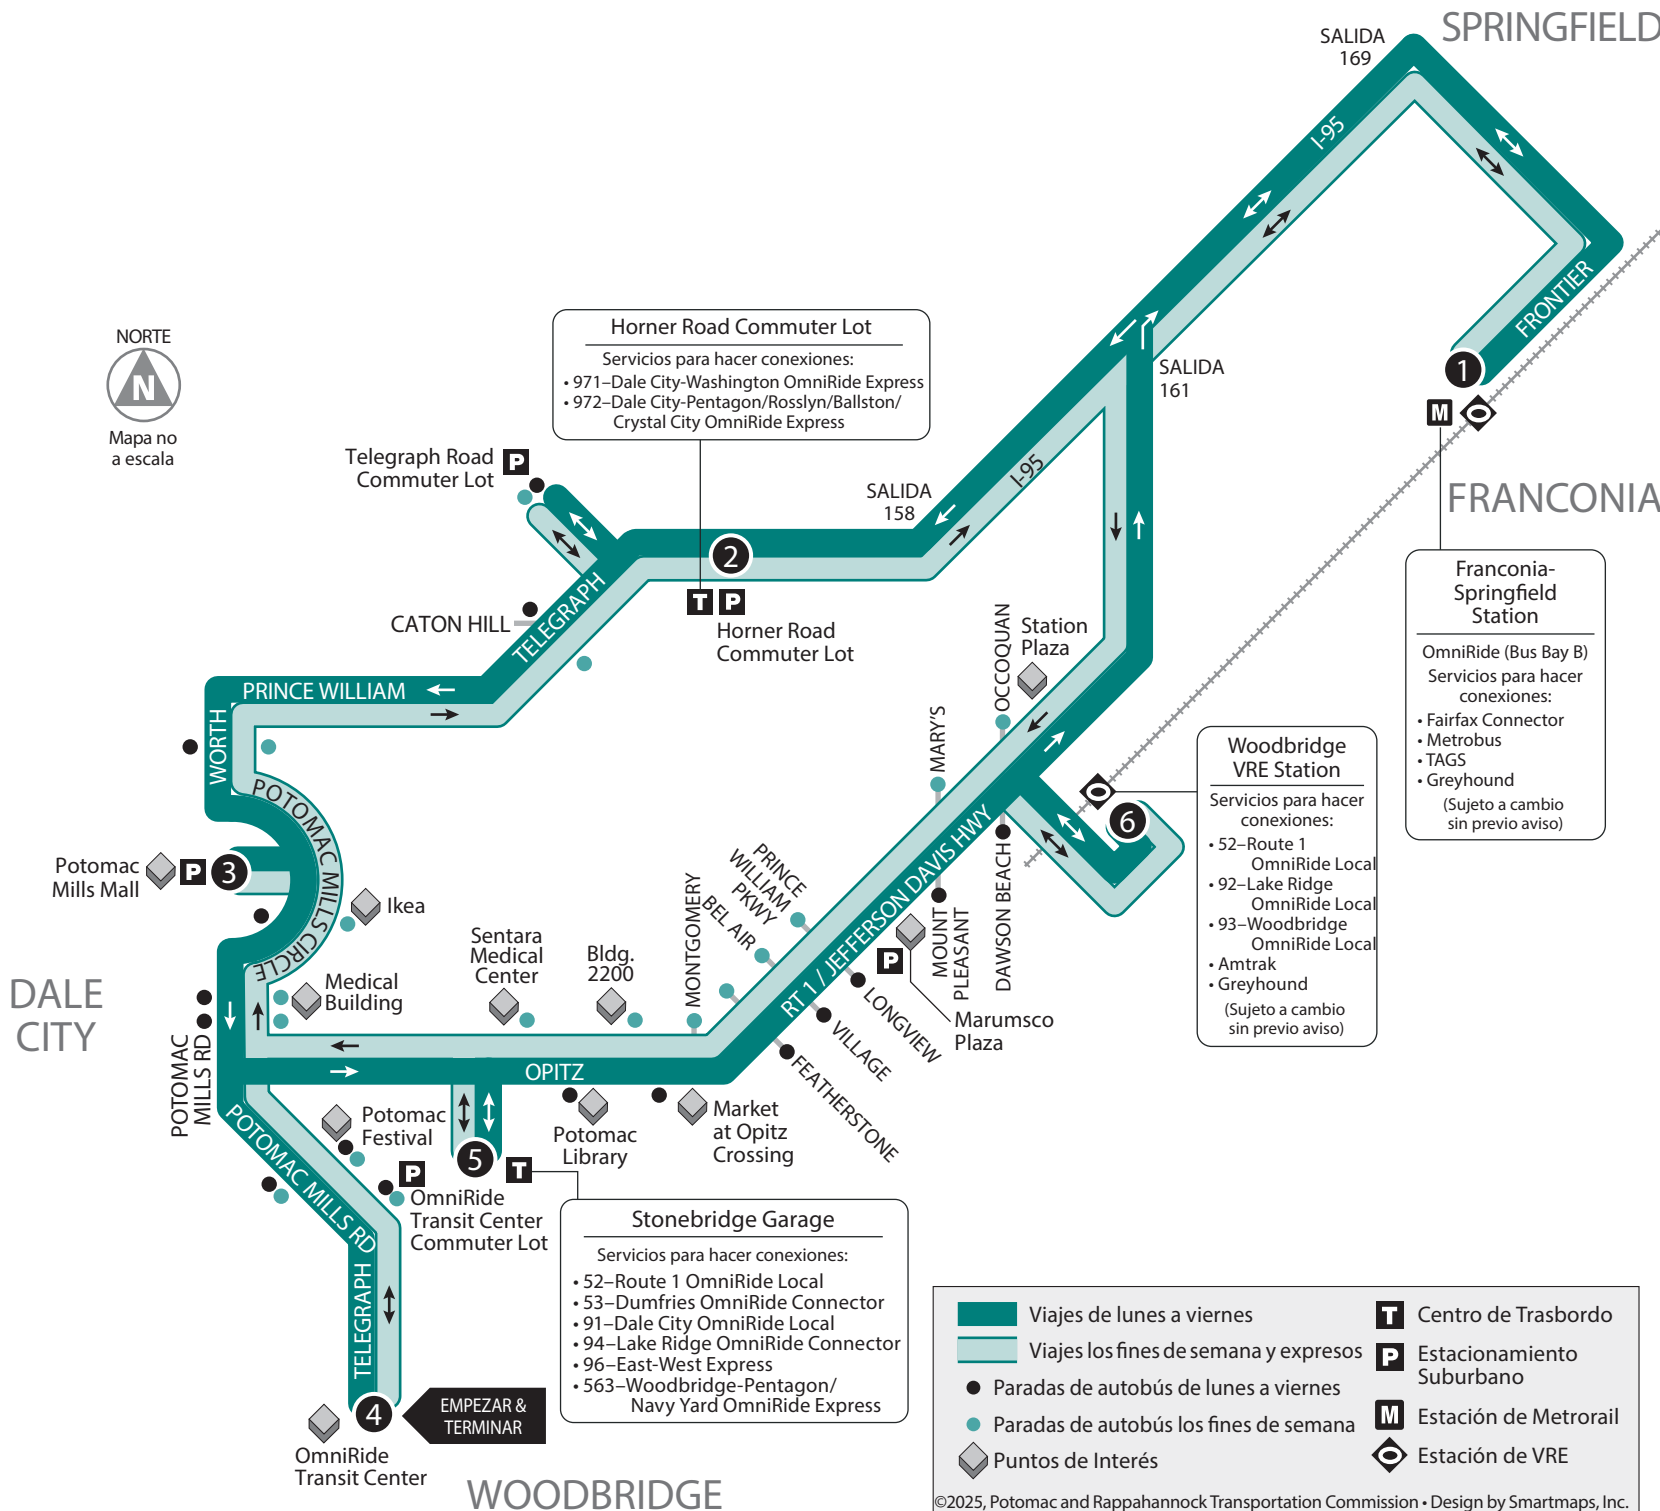 SPRINGFIELD
SALIDA
169
I-95
FRONTIER
1
M
FRANCONIA
NORTE
N
Mapa no
a escala
Horner Road Commuter Lot
Servicios para hacer conexiones:
• 971–Dale City-Washington OmniRide Express
• 972–Dale City-Pentagon/Rosslyn/Ballston/
Crystal City OmniRide Express
SALIDA
161
Telegraph Road
Commuter Lot
P
SALIDA
158
I-95
2
T P
Horner Road
Commuter Lot
CATON HILL
TELEGRAPH
PRINCE WILLIAM
WORTH
POTOMAC MILLS CIRCLE
Potomac
Mills Mall
P
3
Ikea
Medical
Building
DALE
CITY
POTOMAC
MILLS RD
Sentara
Medical
Center
Bldg.
2200
MONTGOMERY
BEL AIR
PRINCE
WILLIAM
PKWY
MARY'S
OCCOQUAN
Station
Plaza
RT 1 / JEFFERSON DAVIS HWY
6
DAWSON BEACH
MOUNT
PLEASANT
P
Marumsco
Plaza
LONGVIEW
VILLAGE
FEATHERSTONE
Franconia-
Springfield
Station
OmniRide (Bus Bay B)
Servicios para hacer
conexiones:
• Fairfax Connector
• Metrobus
• TAGS
• Greyhound
(Sujeto a cambio
sin previo aviso)
Woodbridge
VRE Station
Servicios para hacer
conexiones:
• 52–Route 1
OmniRide Local
• 92–Lake Ridge
OmniRide Local
• 93–Woodbridge
OmniRide Local
• Amtrak
• Greyhound
(Sujeto a cambio
sin previo aviso)
OPITZ
Potomac
Library
Market
at Opitz
Crossing
5
T
Potomac
Festival
P
OmniRide
Transit Center
Commuter Lot
POTOMAC MILLS RD
TELEGRAPH
4
EMPEZAR &
TERMINAR
OmniRide
Transit Center
WOODBRIDGE
Stonebridge Garage
Servicios para hacer conexiones:
• 52–Route 1 OmniRide Local
• 53–Dumfries OmniRide Connector
• 91–Dale City OmniRide Local
• 94–Lake Ridge OmniRide Connector
• 96–East-West Express
• 563–Woodbridge-Pentagon/
Navy Yard OmniRide Express
Viajes de lunes a viernes
Viajes los fines de semana y expresos
Paradas de autobús de lunes a viernes
Paradas de autobús los fines de semana
Puntos de Interés
T Centro de Trasbordo
P Estacionamiento
Suburbano
M Estación de Metrorail
Estación de VRE
©2025, Potomac and Rappahannock Transportation Commission • Design by Smartmaps, Inc.